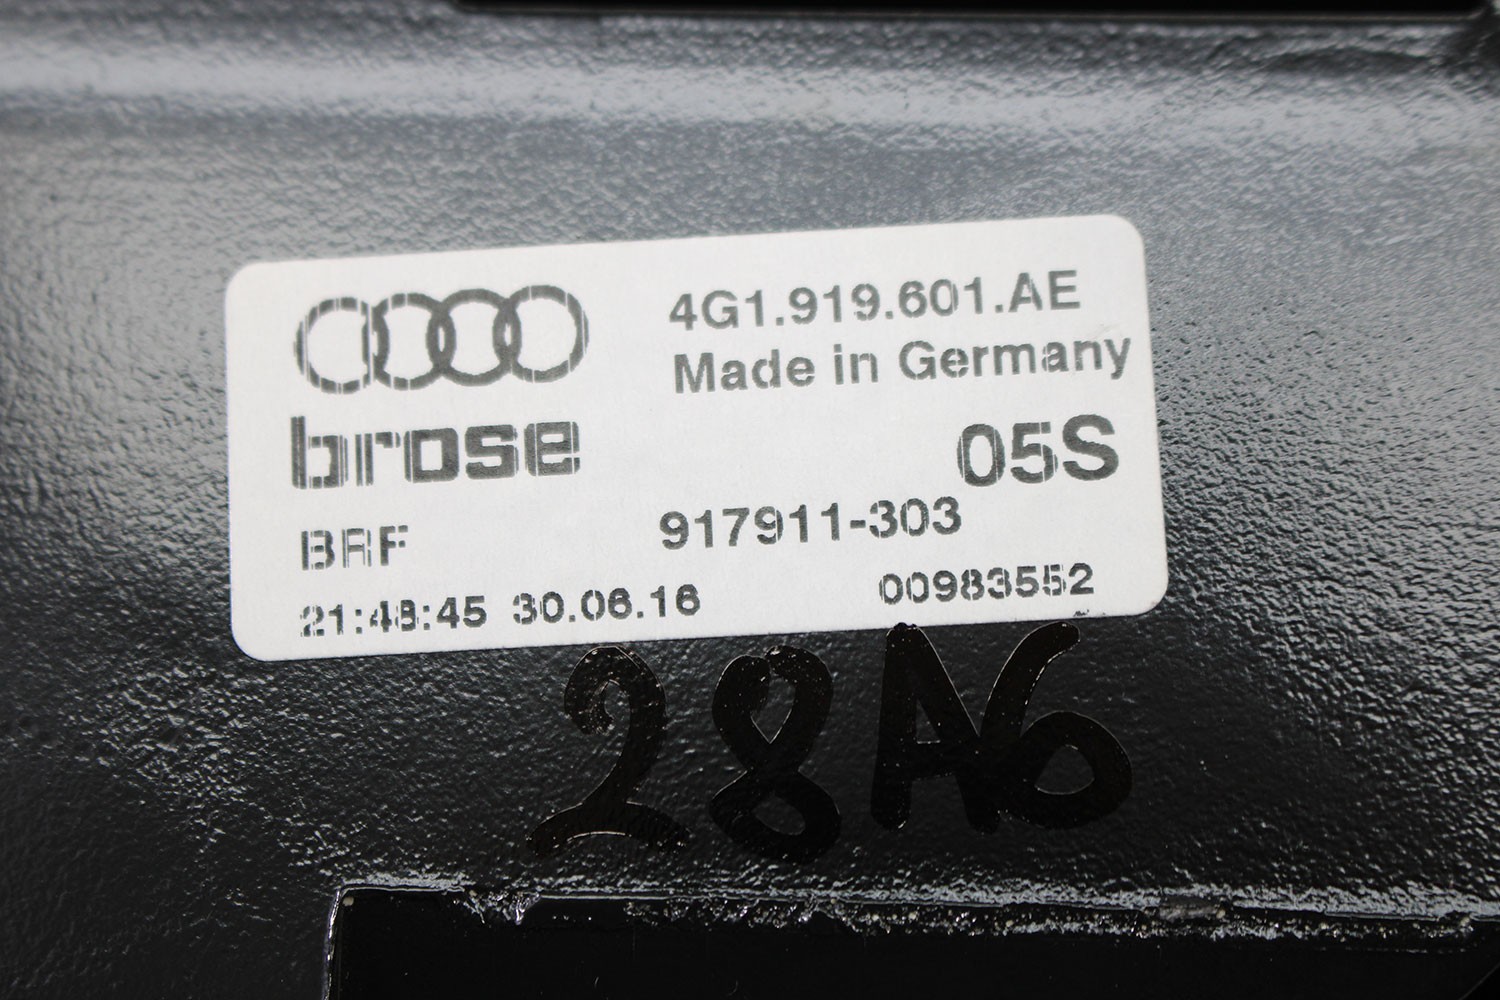 4G1.919.601.AE
Made in Germany
brose
05S
BRF
917911-303
21:48:45 30.06.16
00983552
28A6